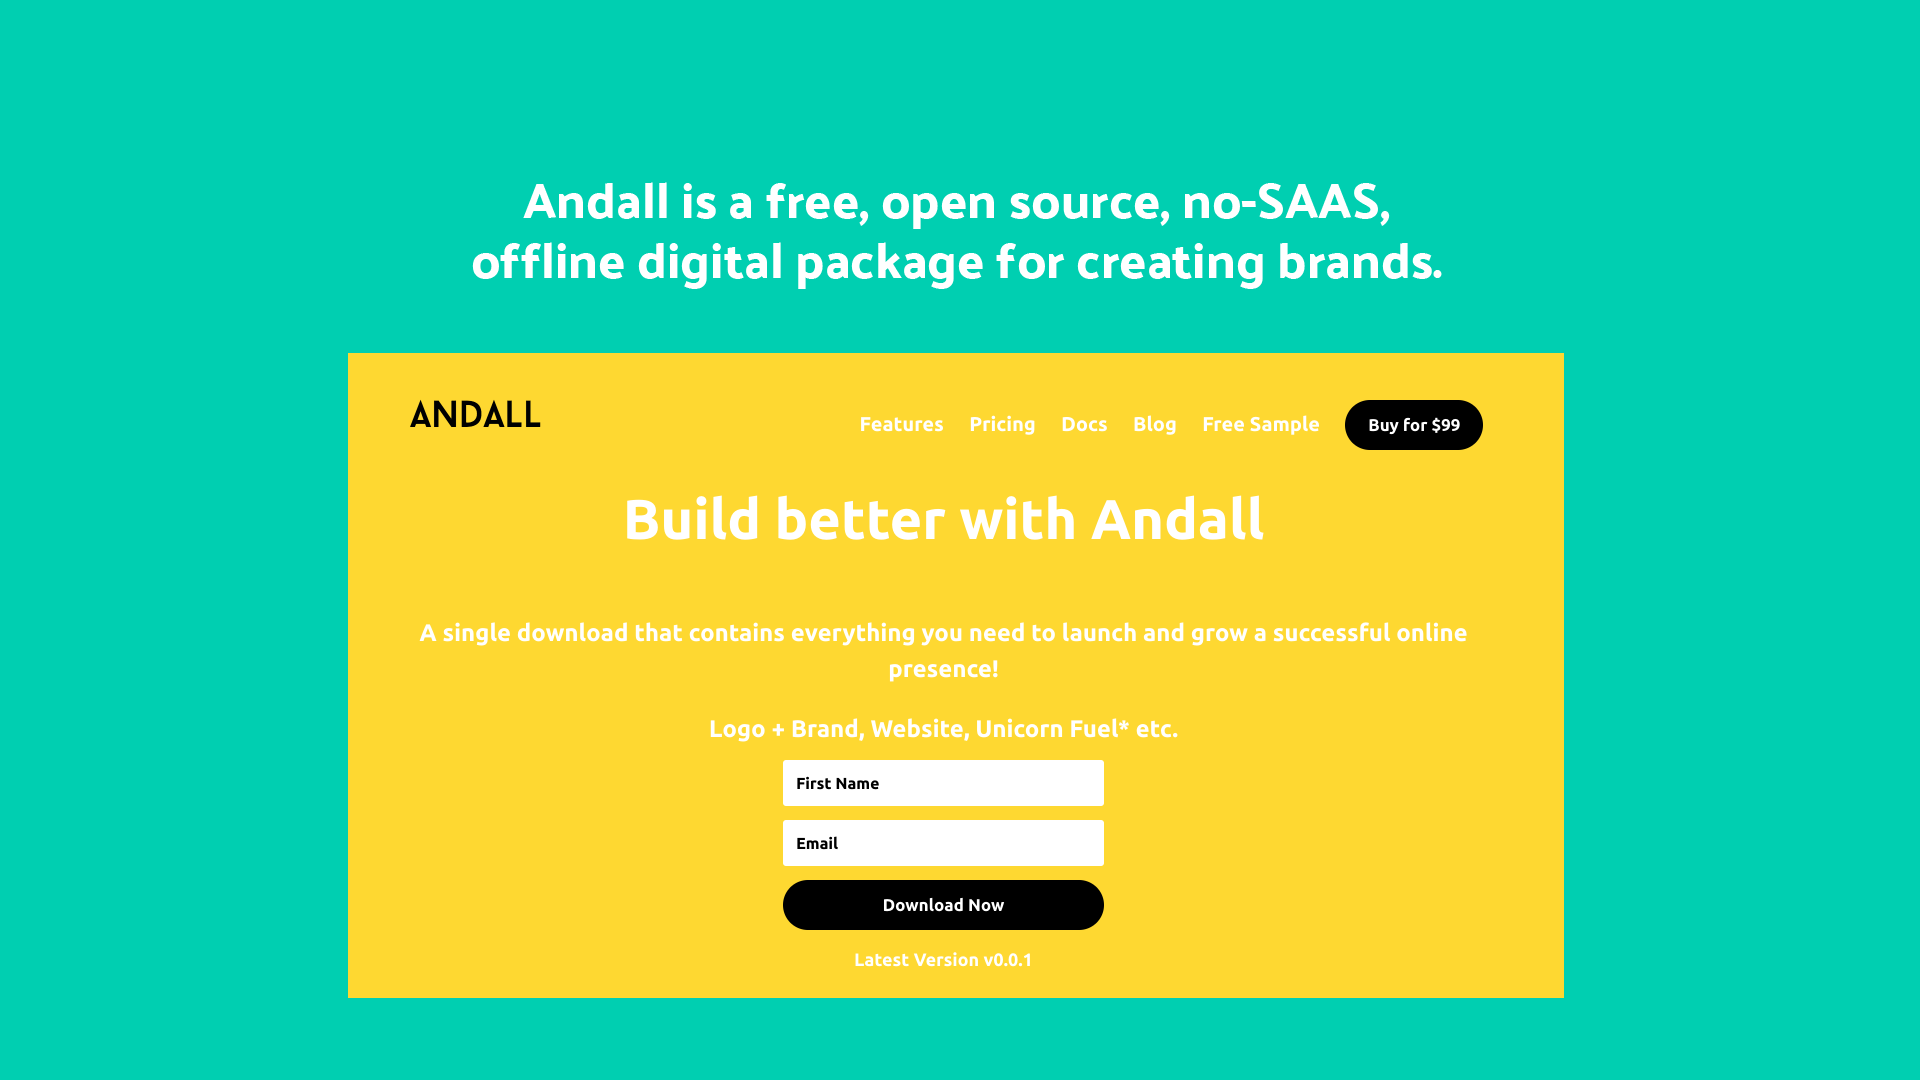 Andall is a free, open source, no-SAAS,
offline digital package for creating brands.
ANDALL
Features Pricing Docs Blog Free Sample Buy for $99
Build better with Andall
A single download that contains everything you need to launch and grow a successful online
presence!
Logo + Brand, Website, Unicorn Fuel* etc.
First Name
Email
Download Now
Latest Version v0.0.1